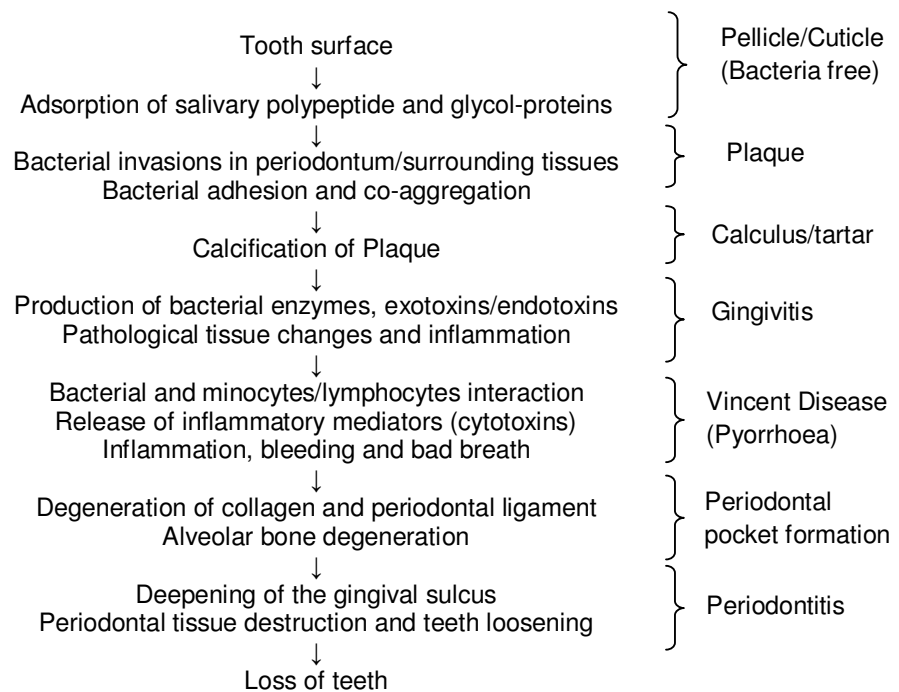 Tooth surface
↓
Adsorption of salivary polypeptide and glycol-proteins
Pellicle/Cuticle
(Bacteria free)
↓
Bacterial invasions in periodontum/surrounding tissues
Bacterial adhesion and co-aggregation
Plaque
↓
Calcification of Plaque
Calculus/tartar
↓
Production of bacterial enzymes, exotoxins/endotoxins
Pathological tissue changes and inflammation
Gingivitis
↓
Bacterial and minocytes/lymphocytes interaction
Release of inflammatory mediators (cytotoxins)
Inflammation, bleeding and bad breath
Vincent Disease
(Pyorrhoea)
↓
Degeneration of collagen and periodontal ligament
Alveolar bone degeneration
Periodontal
pocket formation
↓
Deepening of the gingival sulcus
Periodontal tissue destruction and teeth loosening
Periodontitis
↓
Loss of teeth